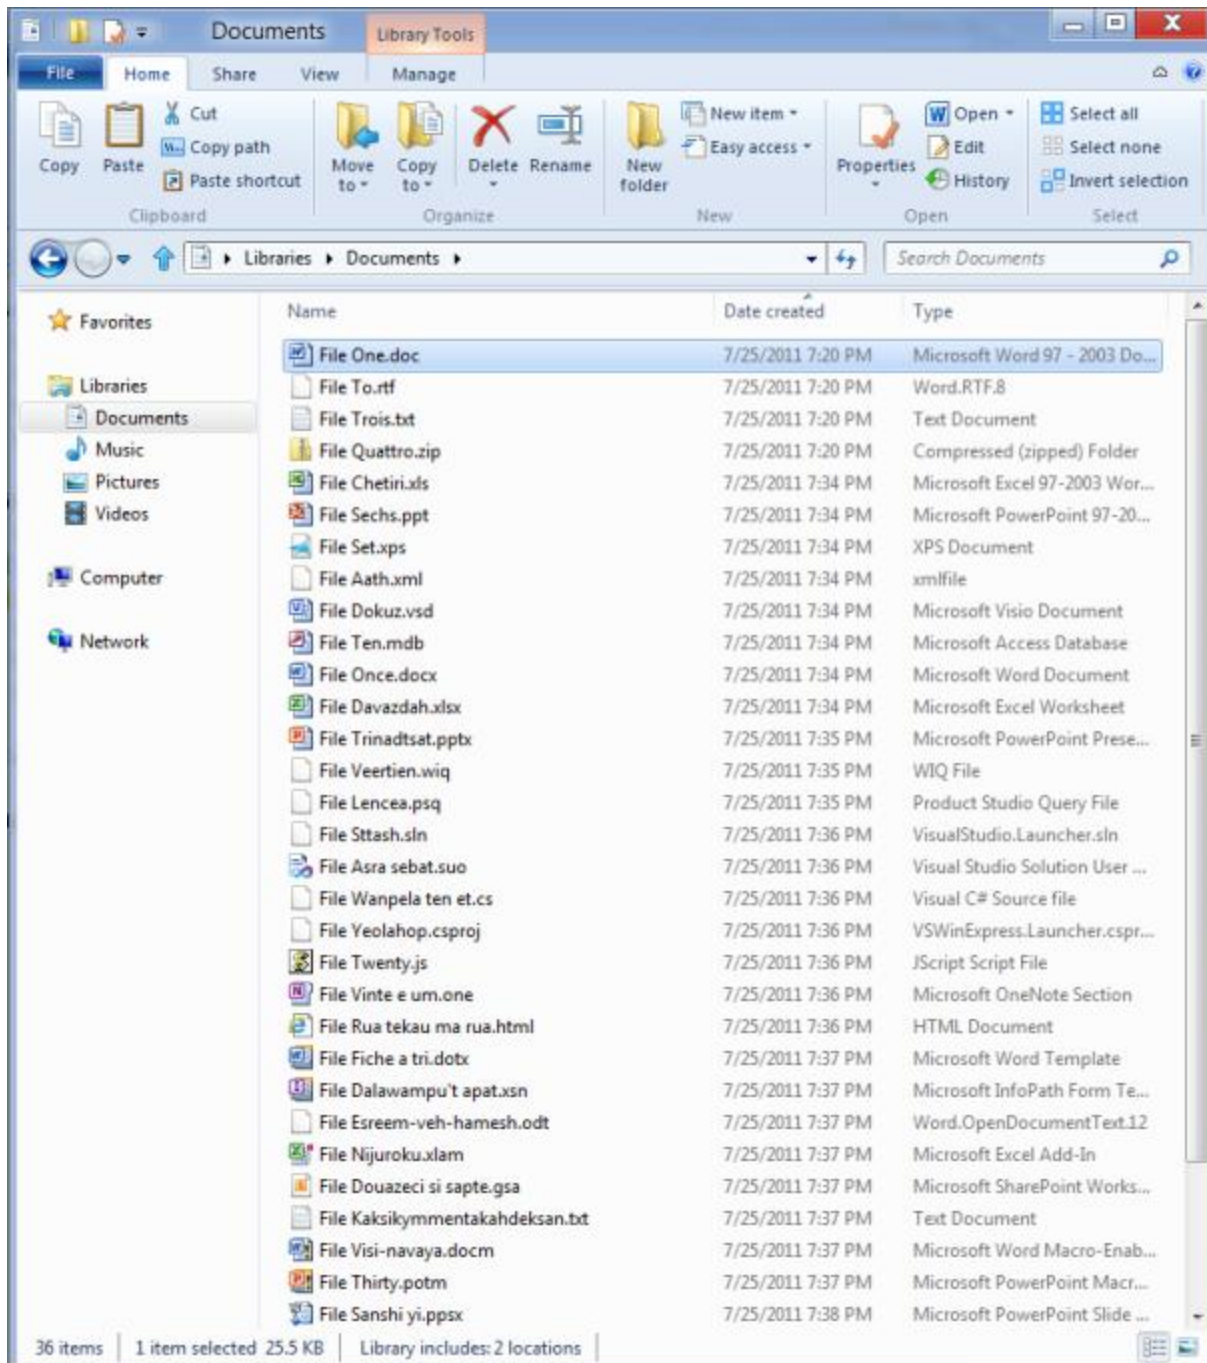 Documents Library Tools
File Home Share View Manage
Copy Paste Cut Copy path Paste shortcut Move to Copy to Delete Rename New folder New item Easy access Properties Open Edit History Select all Select none Invert selection
Clipboard Organize New Open Select
Libraries Documents Search Documents
Name Date created Type
Favorites
Libraries
Documents
Music
Pictures
Videos
Computer
Network
File One.doc 7/25/2011 7:20 PM Microsoft Word 97 - 2003 Do...
File To.rtf 7/25/2011 7:20 PM Word.RTF.8
File Trois.txt 7/25/2011 7:20 PM Text Document
File Quattro.zip 7/25/2011 7:20 PM Compressed (zipped) Folder
File Chetiri.xls 7/25/2011 7:34 PM Microsoft Excel 97-2003 Wor...
File Sechs.ppt 7/25/2011 7:34 PM Microsoft PowerPoint 97-20...
File Set.xps 7/25/2011 7:34 PM XPS Document
File Aath.xml 7/25/2011 7:34 PM xmlfile
File Dokuz.vsd 7/25/2011 7:34 PM Microsoft Visio Document
File Ten.mdb 7/25/2011 7:34 PM Microsoft Access Database
File Once.docx 7/25/2011 7:34 PM Microsoft Word Document
File Davazdah.xlsx 7/25/2011 7:34 PM Microsoft Excel Worksheet
File Trinadtsat.pptx 7/25/2011 7:35 PM Microsoft PowerPoint Prese...
File Veertien.wiq 7/25/2011 7:35 PM WIQ File
File Lencea.psq 7/25/2011 7:35 PM Product Studio Query File
File Sttash.sln 7/25/2011 7:36 PM VisualStudio.Launcher.sln
File Asra sebat.suo 7/25/2011 7:36 PM Visual Studio Solution User ...
File Wanpela ten et.cs 7/25/2011 7:36 PM Visual C# Source file
File Yeolahop.csproj 7/25/2011 7:36 PM VSWinExpress.Launcher.cspr...
File Twenty.js 7/25/2011 7:36 PM JScript Script File
File Vinte e um.one 7/25/2011 7:36 PM Microsoft OneNote Section
File Rua tekau ma rua.html 7/25/2011 7:36 PM HTML Document
File Fiche a tri.dotx 7/25/2011 7:37 PM Microsoft Word Template
File Dalawampu't apat.xsn 7/25/2011 7:37 PM Microsoft InfoPath Form Te...
File Esreem-veh-hamesh.odt 7/25/2011 7:37 PM Word.OpenDocumentText.12
File Nijuroku.xlam 7/25/2011 7:37 PM Microsoft Excel Add-In
File Douazeci si sapte.gsa 7/25/2011 7:37 PM Microsoft SharePoint Works...
File Kaksikymmentakahdeksan.txt 7/25/2011 7:37 PM Text Document
File Visi-navaya.docm 7/25/2011 7:37 PM Microsoft Word Macro-Enab...
File Thirty.potm 7/25/2011 7:37 PM Microsoft PowerPoint Macr...
File Sanshi yi.ppsx 7/25/2011 7:38 PM Microsoft PowerPoint Slide ...
36 items 1 item selected 25.5 KB Library includes: 2 locations